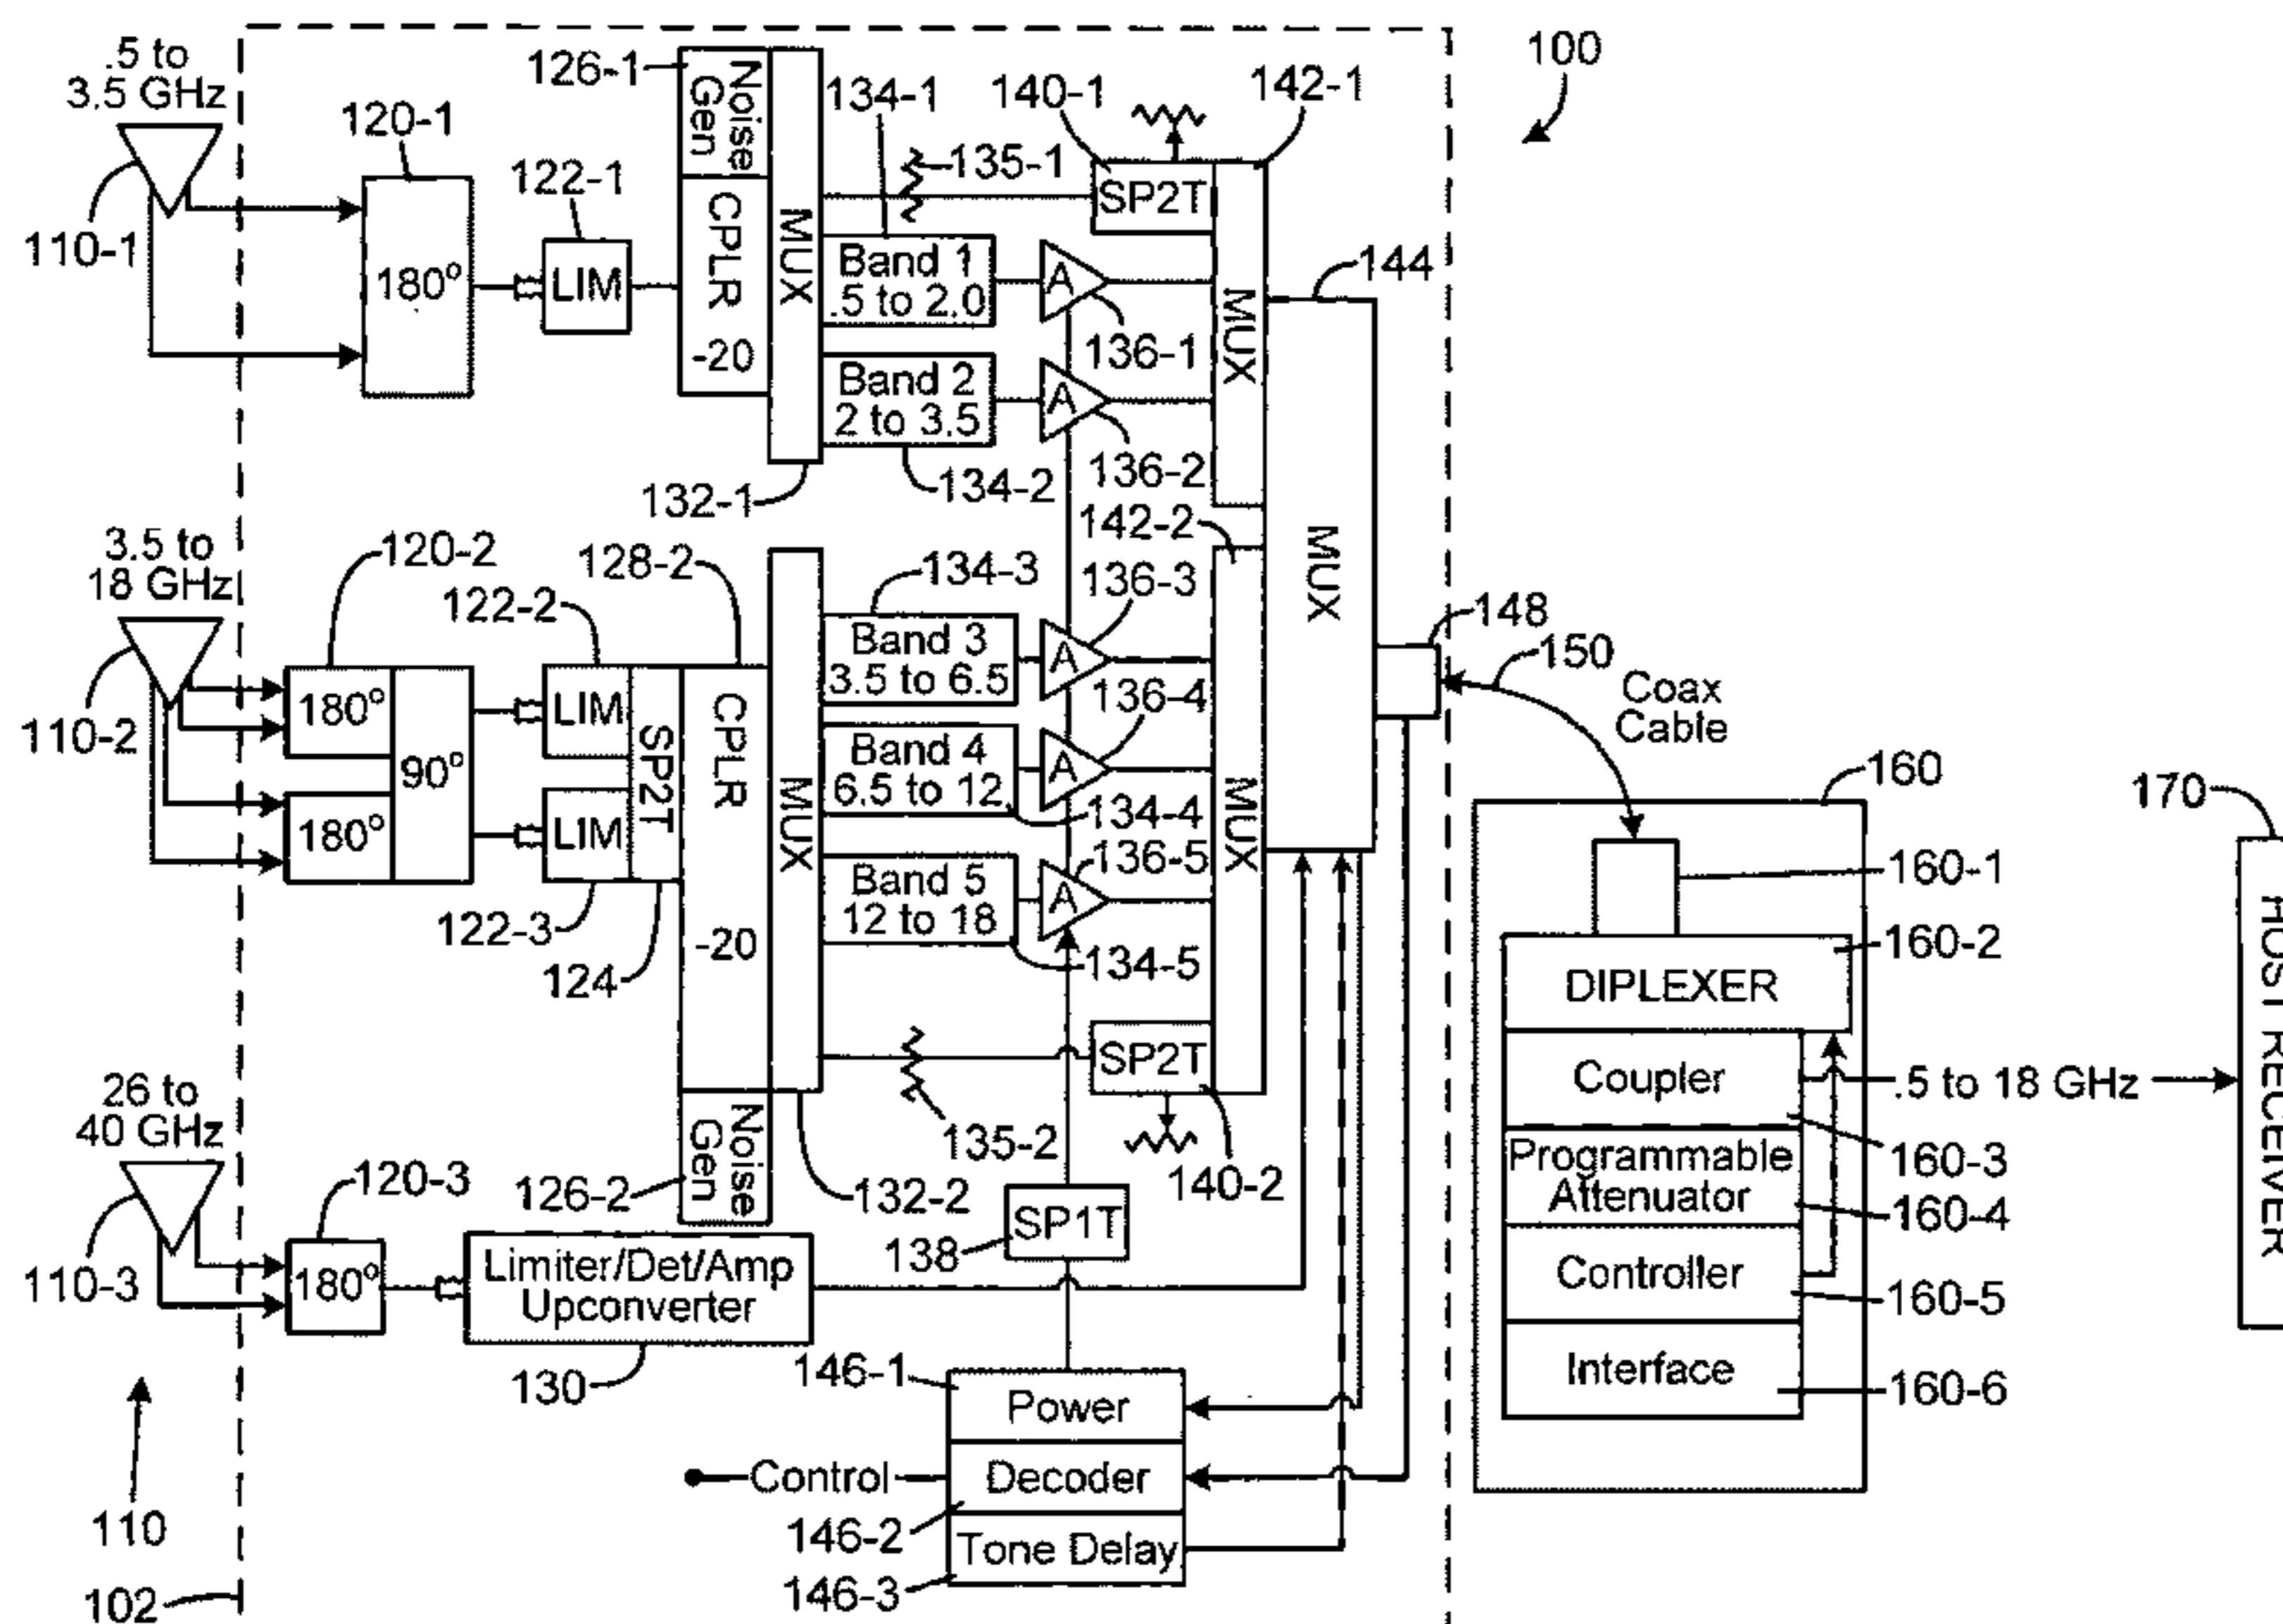 .5 to
3.5 GHz
110-1
120-1
180°
122-1
LIM
126-1
Noise
Gen
CPLR
-20
MUX
132-1
134-1
135-1
Band 1
.5 to 2.0
Band 2
2 to 3.5
134-2
A
136-1
A
136-2
140-1
SP2T
142-1
MUX
144
MUX
100
3.5 to
18 GHz
110-2
120-2
180°
180°
90°
122-2
LIM
LIM
122-3
SP2T
124
128-2
CPLR
-20
MUX
Noise
Gen
126-2
132-2
134-3
Band 3
3.5 to 6.5
Band 4
6.5 to 12
134-4
Band 5
12 to 18
134-5
135-2
136-3
A
136-4
A
136-5
A
142-2
MUX
SP2T
140-2
148
150
Coax
Cable
26 to
40 GHz
110-3
120-3
180°
Limiter/Det/Amp
Upconverter
130
SP1T
138
146-1
Power
Control
Decoder
146-2
Tone Delay
146-3
110
102
160
160-1
160-2
DIPLEXER
Coupler
.5 to 18 GHz
160-3
Programmable
Attenuator
160-4
Controller
160-5
Interface
160-6
170
HOST RECEIVER